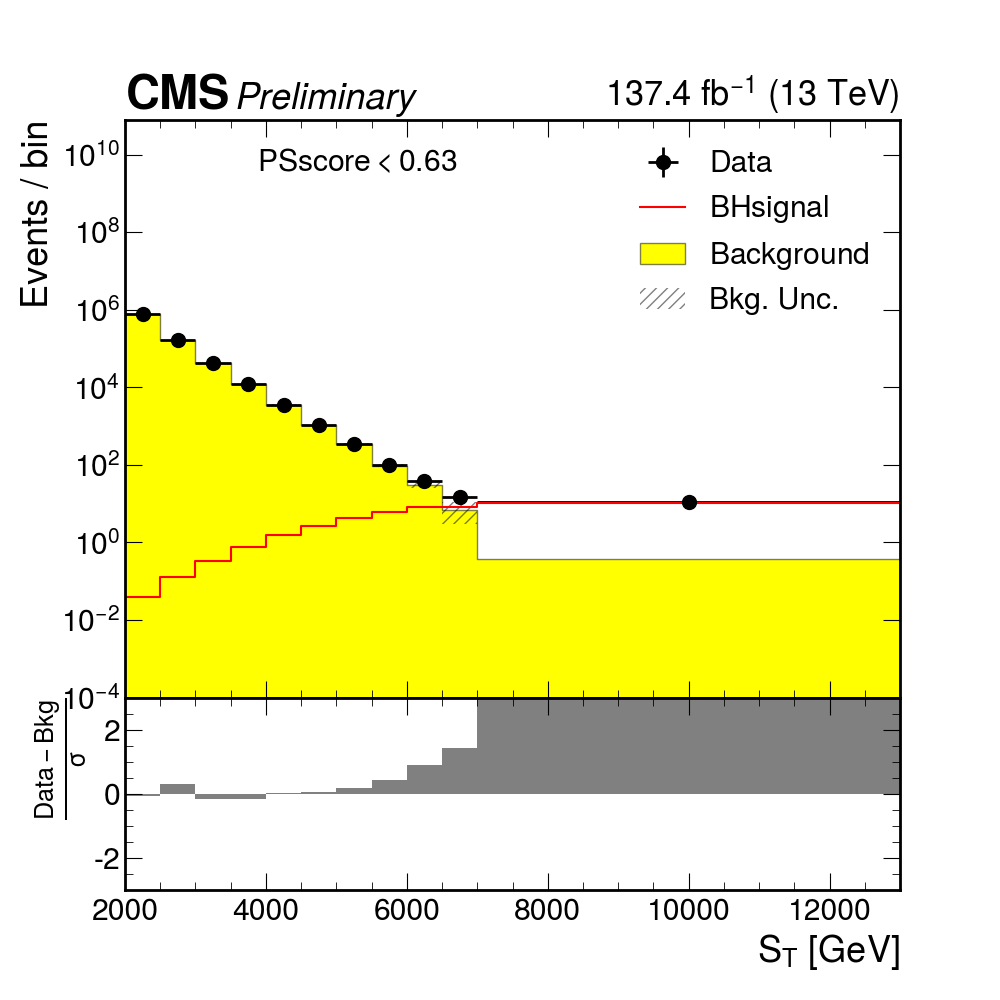 CMS Preliminary 137.4 fb⁻¹ (13 TeV)
Events / bin
PSscore < 0.63
Data
BHsignal
Background
Bkg. Unc.
10¹⁰
10⁸
10⁶
10⁴
10²
10⁰
10⁻²
10⁻⁴
Data – Bkg
σ
2
0
-2
2000 4000 6000 8000 10000 12000
S_T [GeV]